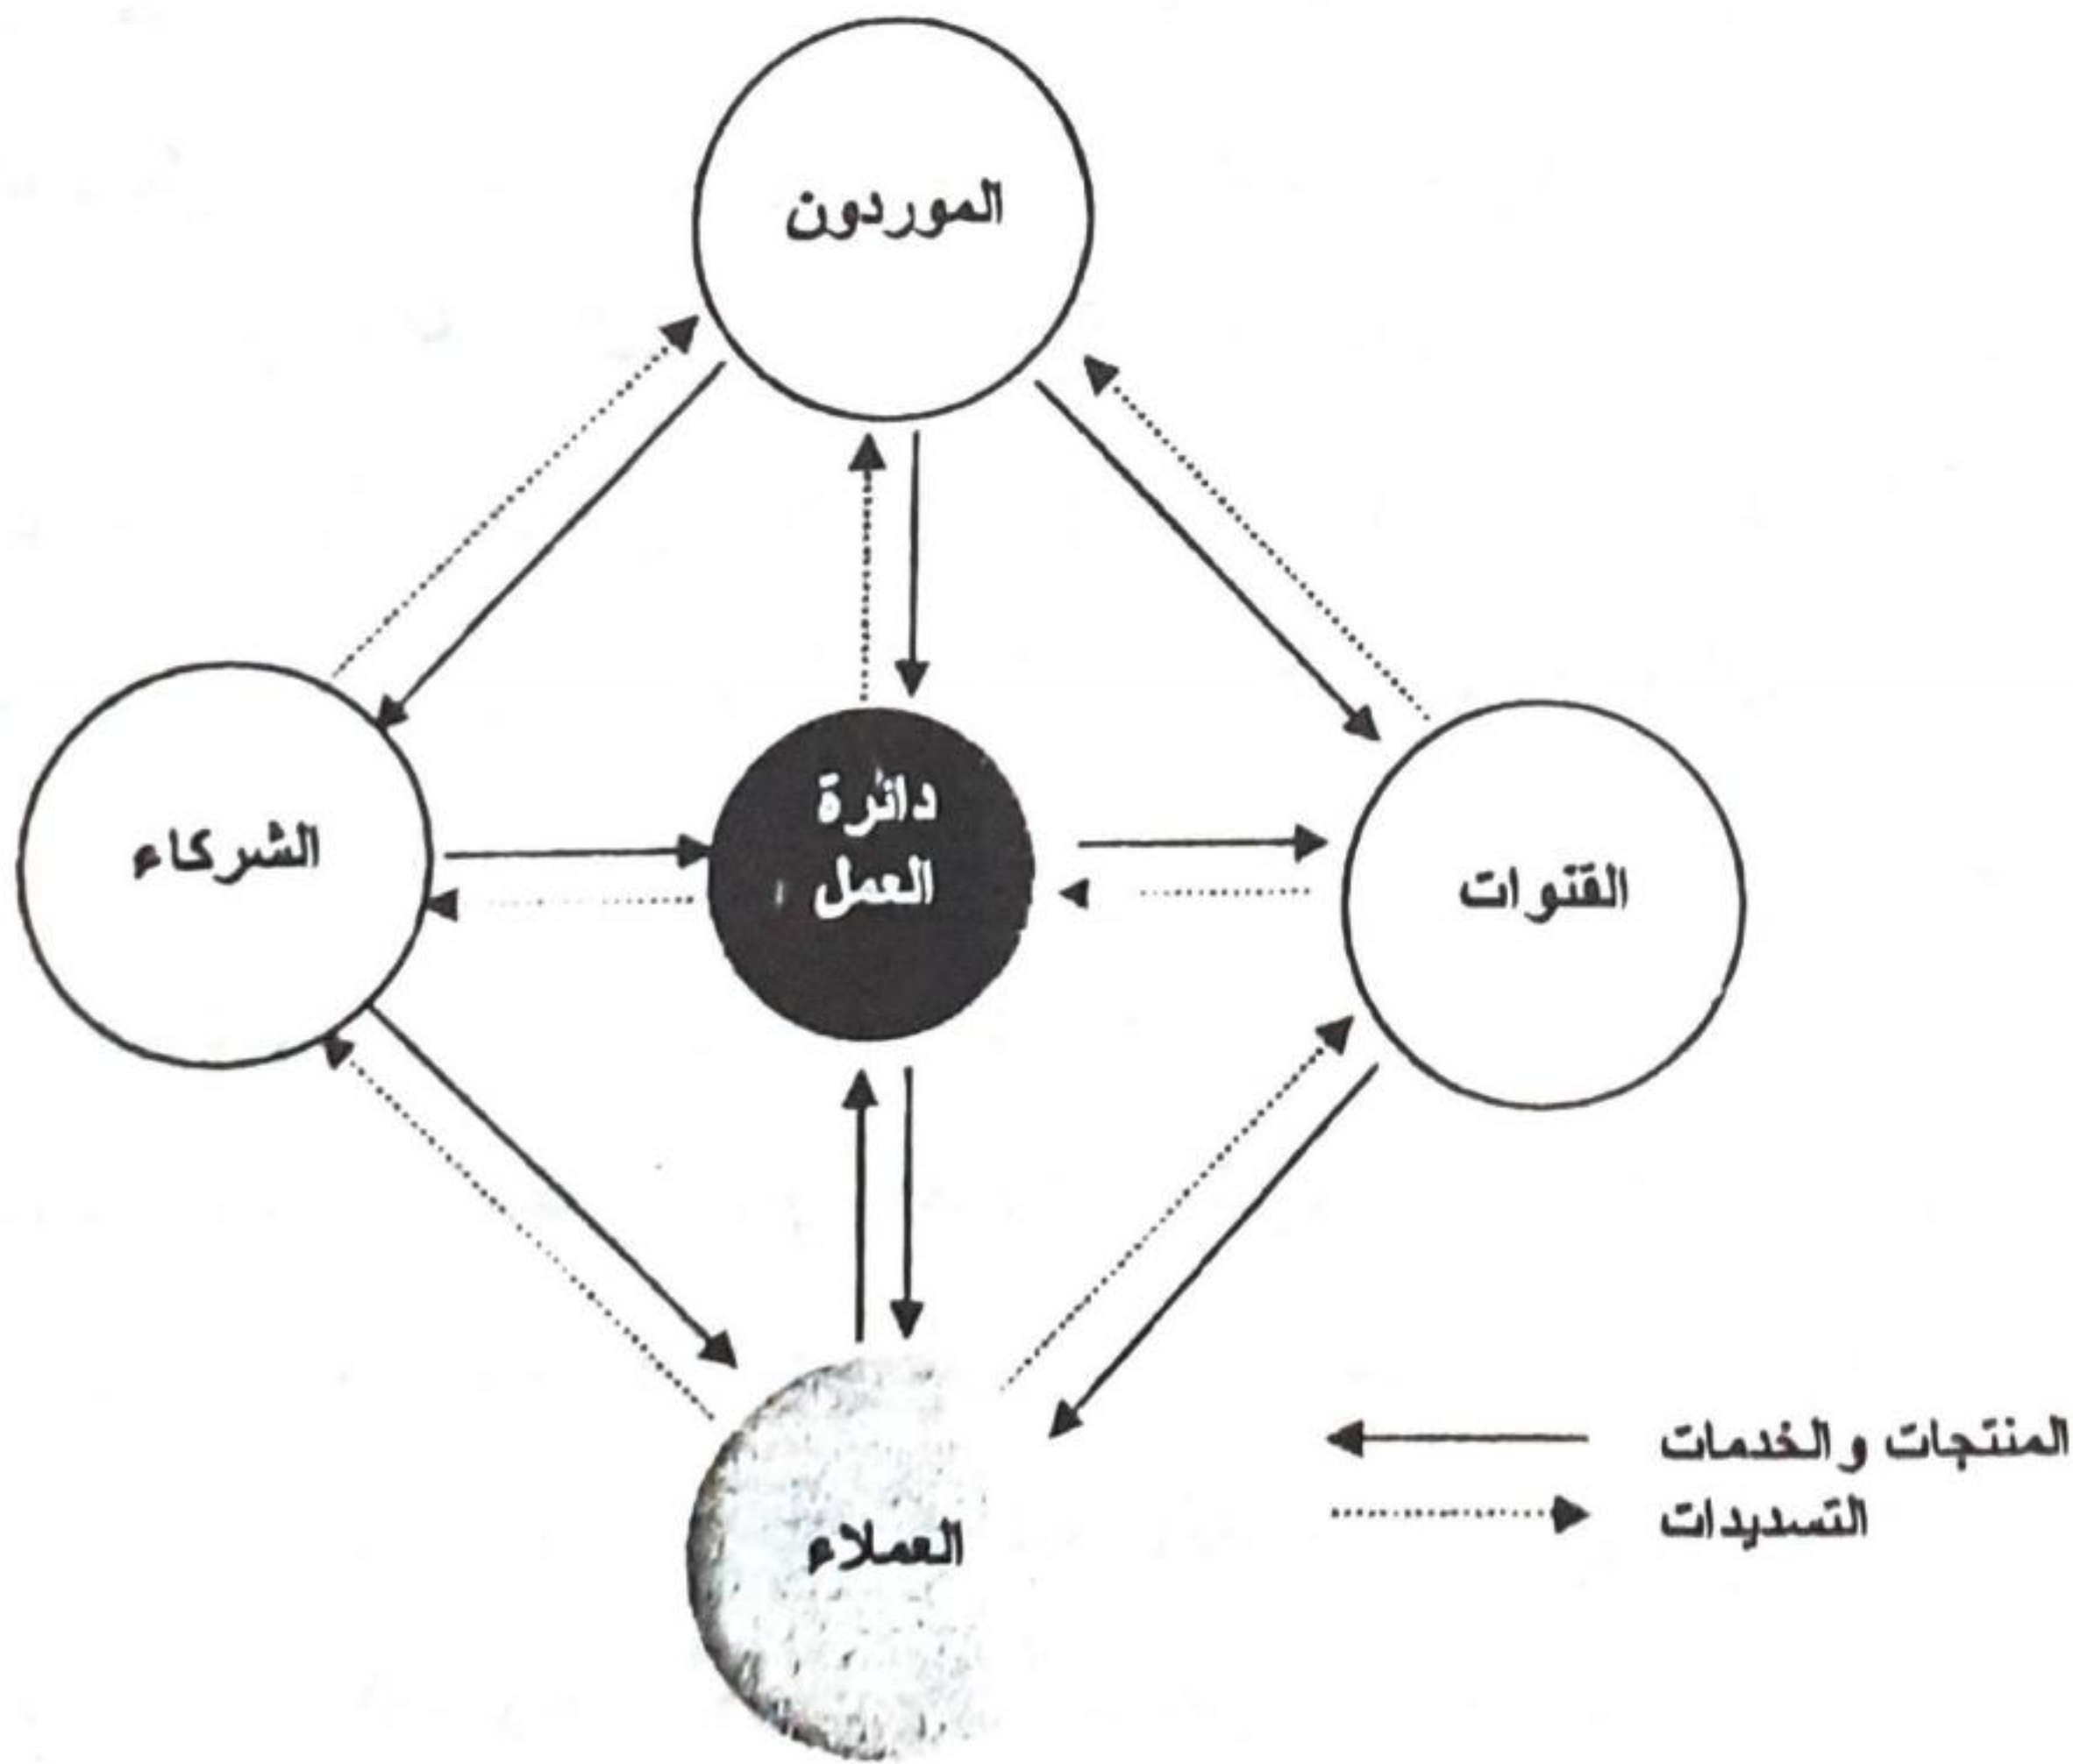 الموردون
الشركاء
دائرة
العمل
القنوات
العملاء
المنتجات والخدمات
التسديدات